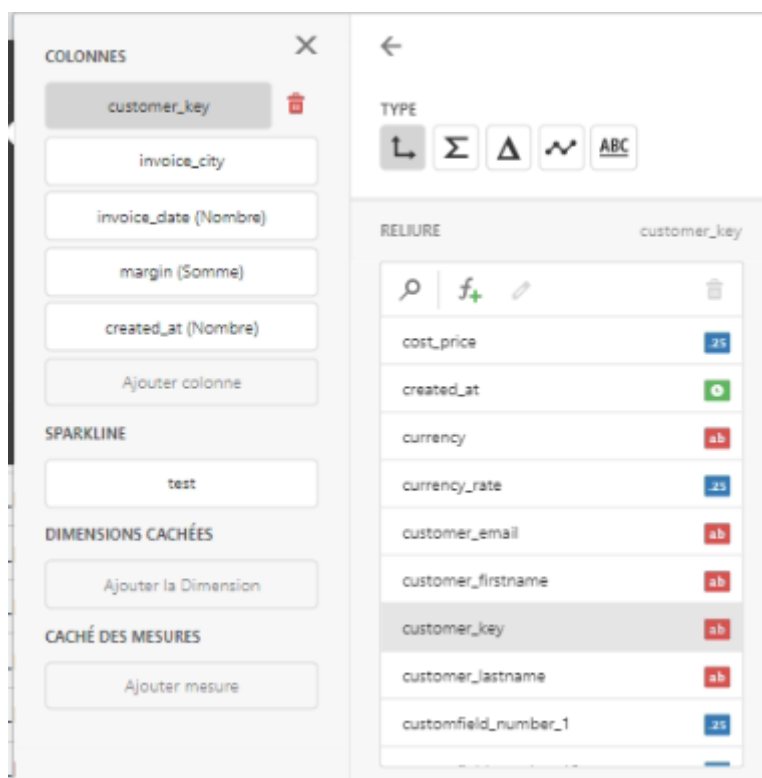 COLONNES
customer_key
invoice_city
invoice_date (Nombre)
margin (Somme)
created_at (Nombre)
Ajouter colonne
SPARKLINE
test
DIMENSIONS CACHÉES
Ajouter la Dimension
CACHÉ DES MESURES
Ajouter mesure
TYPE
Σ Δ ABC
RELIURE customer_key
f+
cost_price .25
created_at
currency ab
currency_rate .25
customer_email ab
customer_firstname ab
customer_key ab
customer_lastname ab
customfield_number_1 .25